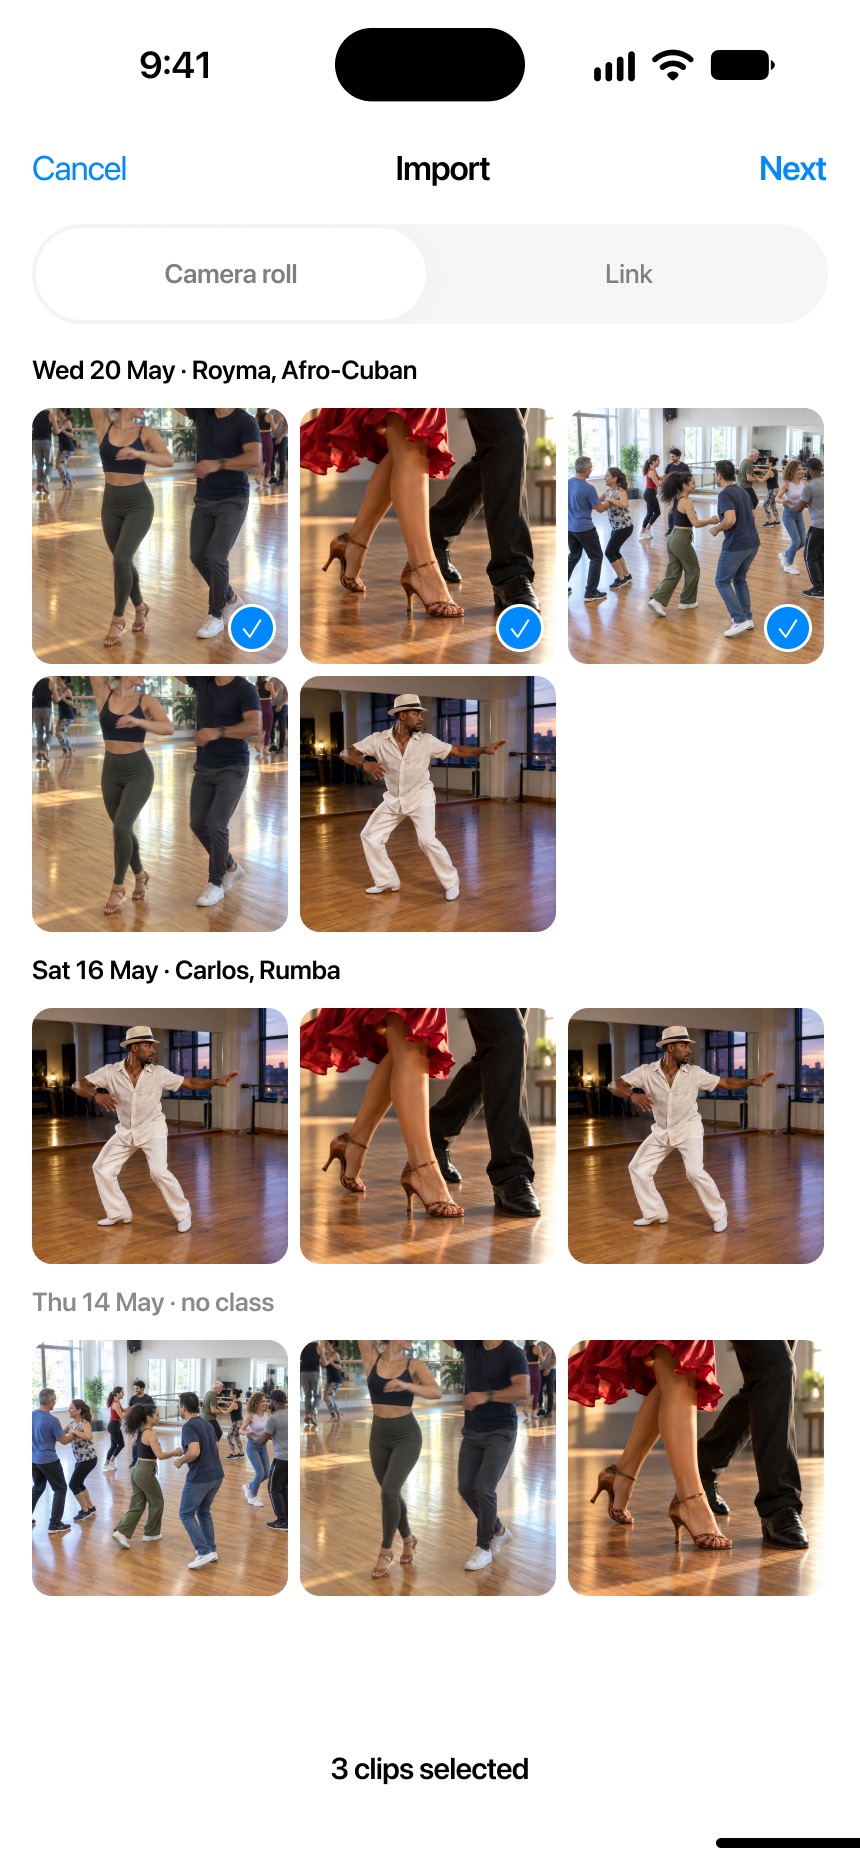 9:41
Cancel
Import
Next
Camera roll
Link
Wed 20 May · Royma, Afro-Cuban
Sat 16 May · Carlos, Rumba
Thu 14 May · no class
3 clips selected